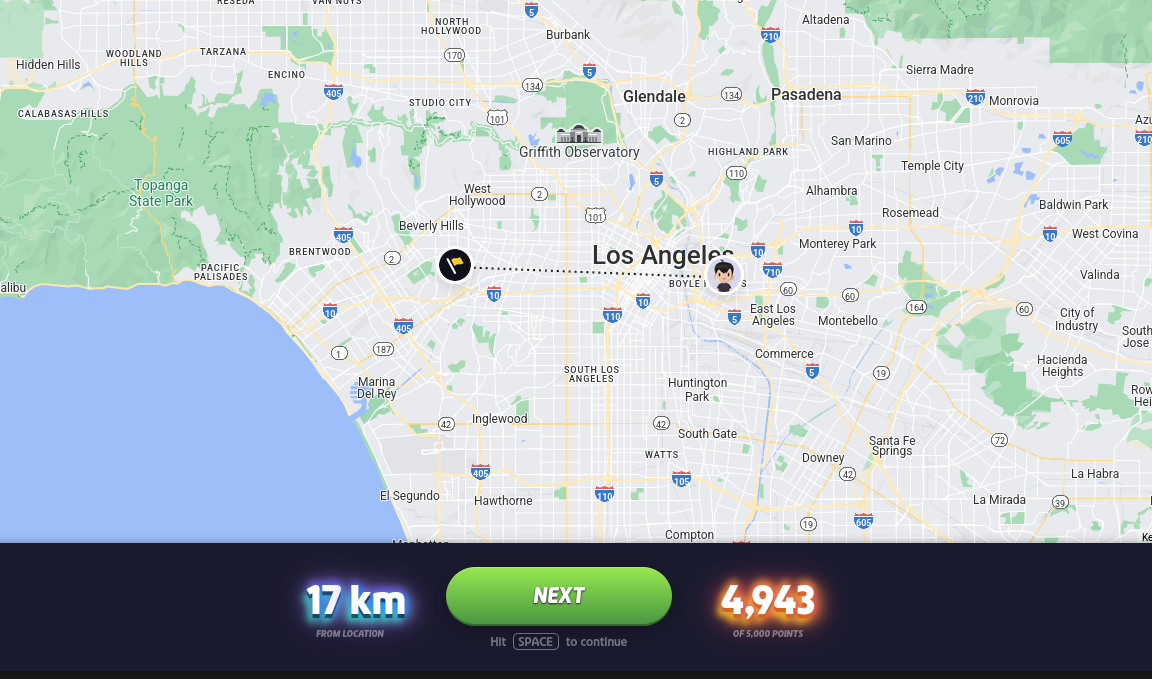 RESEDA
VAN NUYS
5
NORTH
HOLLYWOOD
Altadena
210
Burbank
WOODLAND
HILLS
TARZANA
170
Hidden Hills
ENCINO
5
Sierra Madre
134
405
STUDIO CITY
Glendale
134
Pasadena
210
Monrovia
CALABASAS HILLS
101
2
Griffith Observatory
HIGHLAND PARK
San Marino
605
210
110
Temple City
5
Topanga
State Park
West
Hollywood
2
Alhambra
Baldwin Park
101
Rosemead
Beverly Hills
405
10
10
West Covina
BRENTWOOD
2
Los Angeles
10
Monterey Park
PACIFIC
PALISADES
710
Valinda
BOYLE
10
10
60
60
110
5
East Los
Angeles
Montebello
164
60
City of
Industry
10
405
1
187
Commerce
5
19
South
Jose
Hacienda
Heights
SOUTH LOS
ANGELES
Huntington
Park
Marina
Del Rey
42
Inglewood
42
South Gate
72
Santa Fe
Springs
WATTS
Downey
42
405
105
La Habra
El Segundo
Hawthorne
110
La Mirada
39
605
19
Compton
17 km
FROM LOCATION
NEXT
Hit SPACE to continue
4,943
OF 5,000 POINTS